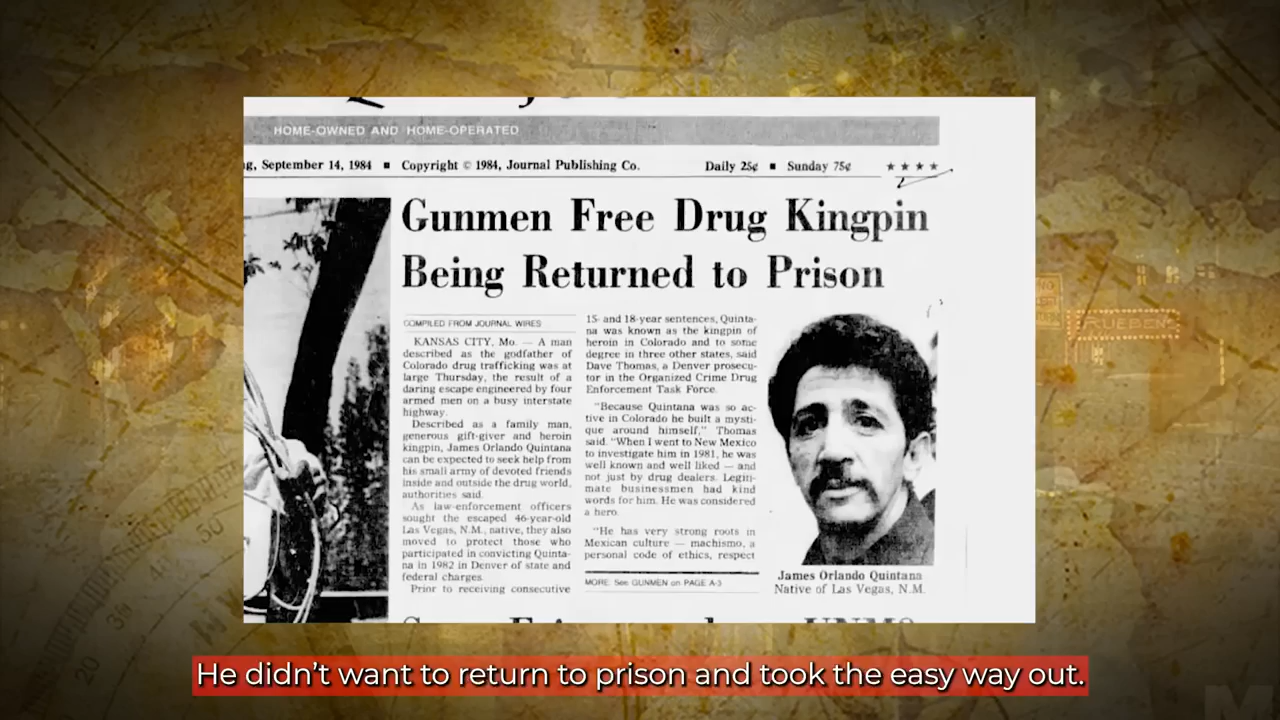 HOME-OWNED AND HOME-OPERATED
g, September 14, 1984 ■ Copyright © 1984, Journal Publishing Co. Daily 25¢ ■ Sunday 75¢ ★ ★ ★ ★
Gunmen Free Drug Kingpin
Being Returned to Prison
COMPILED FROM JOURNAL WIRES
KANSAS CITY, Mo. — A man
described as the godfather of
Colorado drug trafficking was at
large Thursday, the result of a
daring escape engineered by four
armed men on a busy interstate
highway.
Described as a family man,
generous gift-giver and heroin
kingpin, James Orlando Quintana
can be expected to seek help from
his small army of devoted friends
inside and outside the drug world,
authorities said.
As law-enforcement officers
sought the escaped 46-year-old
Las Vegas, N.M., native, they also
moved to protect those who
participated in convicting Quinta-
na in 1982 in Denver of state and
federal charges.
Prior to receiving consecutive
15- and 18-year sentences, Quinta-
na was known as the kingpin of
heroin in Colorado and to some
degree in three other states, said
Dave Thomas, a Denver prosecu-
tor in the Organized Crime Drug
Enforcement Task Force.
"Because Quintana was so ac-
tive in Colorado he built a mysti-
que around himself," Thomas
said. "When I went to New Mexico
to investigate him in 1981, he was
well known and well liked — and
not just by drug dealers. Legiti-
mate businessmen had kind
words for him. He was considered
a hero.
"He has very strong roots in
Mexican culture — machismo, a
personal code of ethics, respect
MORE: See GUNMEN on PAGE A-3
James Orlando Quintana
Native of Las Vegas, N.M.
RUEBEN
50
30
20
N
He didn't want to return to prison and took the easy way out.
M